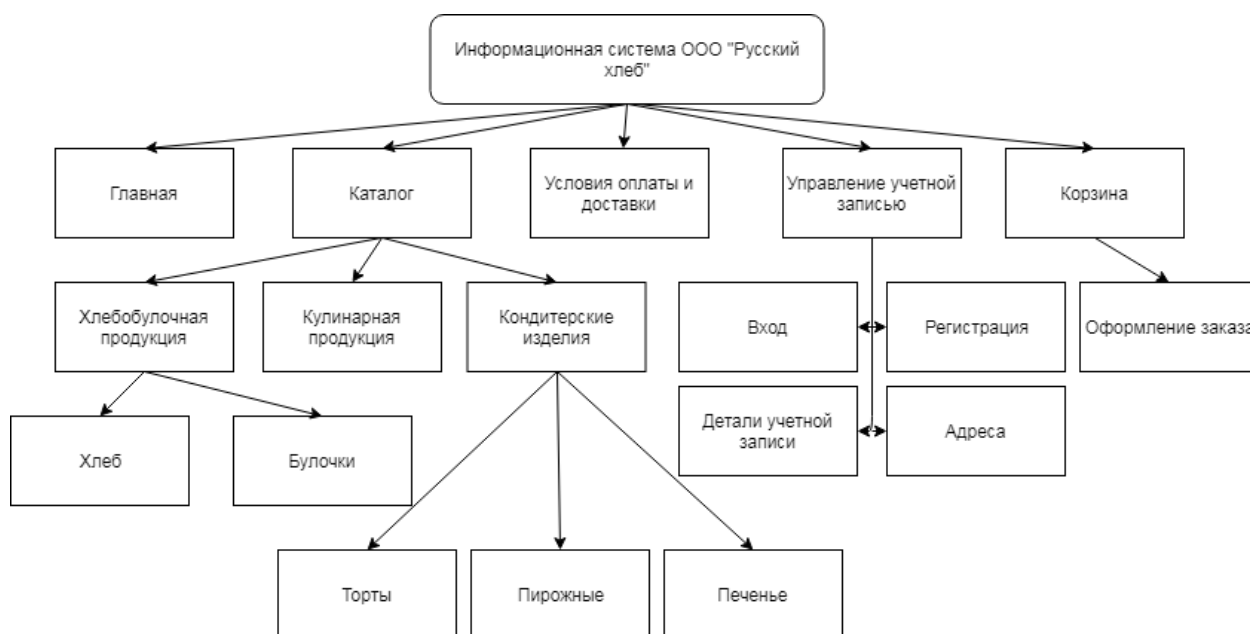 Информационная система ООО "Русский
хлеб"
Главная
Каталог
Условия оплаты и
доставки
Управление учетной
записью
Корзина
Хлебобулочная
продукция
Кулинарная
продукция
Кондитерские
изделия
Вход
Регистрация
Оформление заказа
Хлеб
Булочки
Детали учетной
записи
Адреса
Торты
Пирожные
Печенье